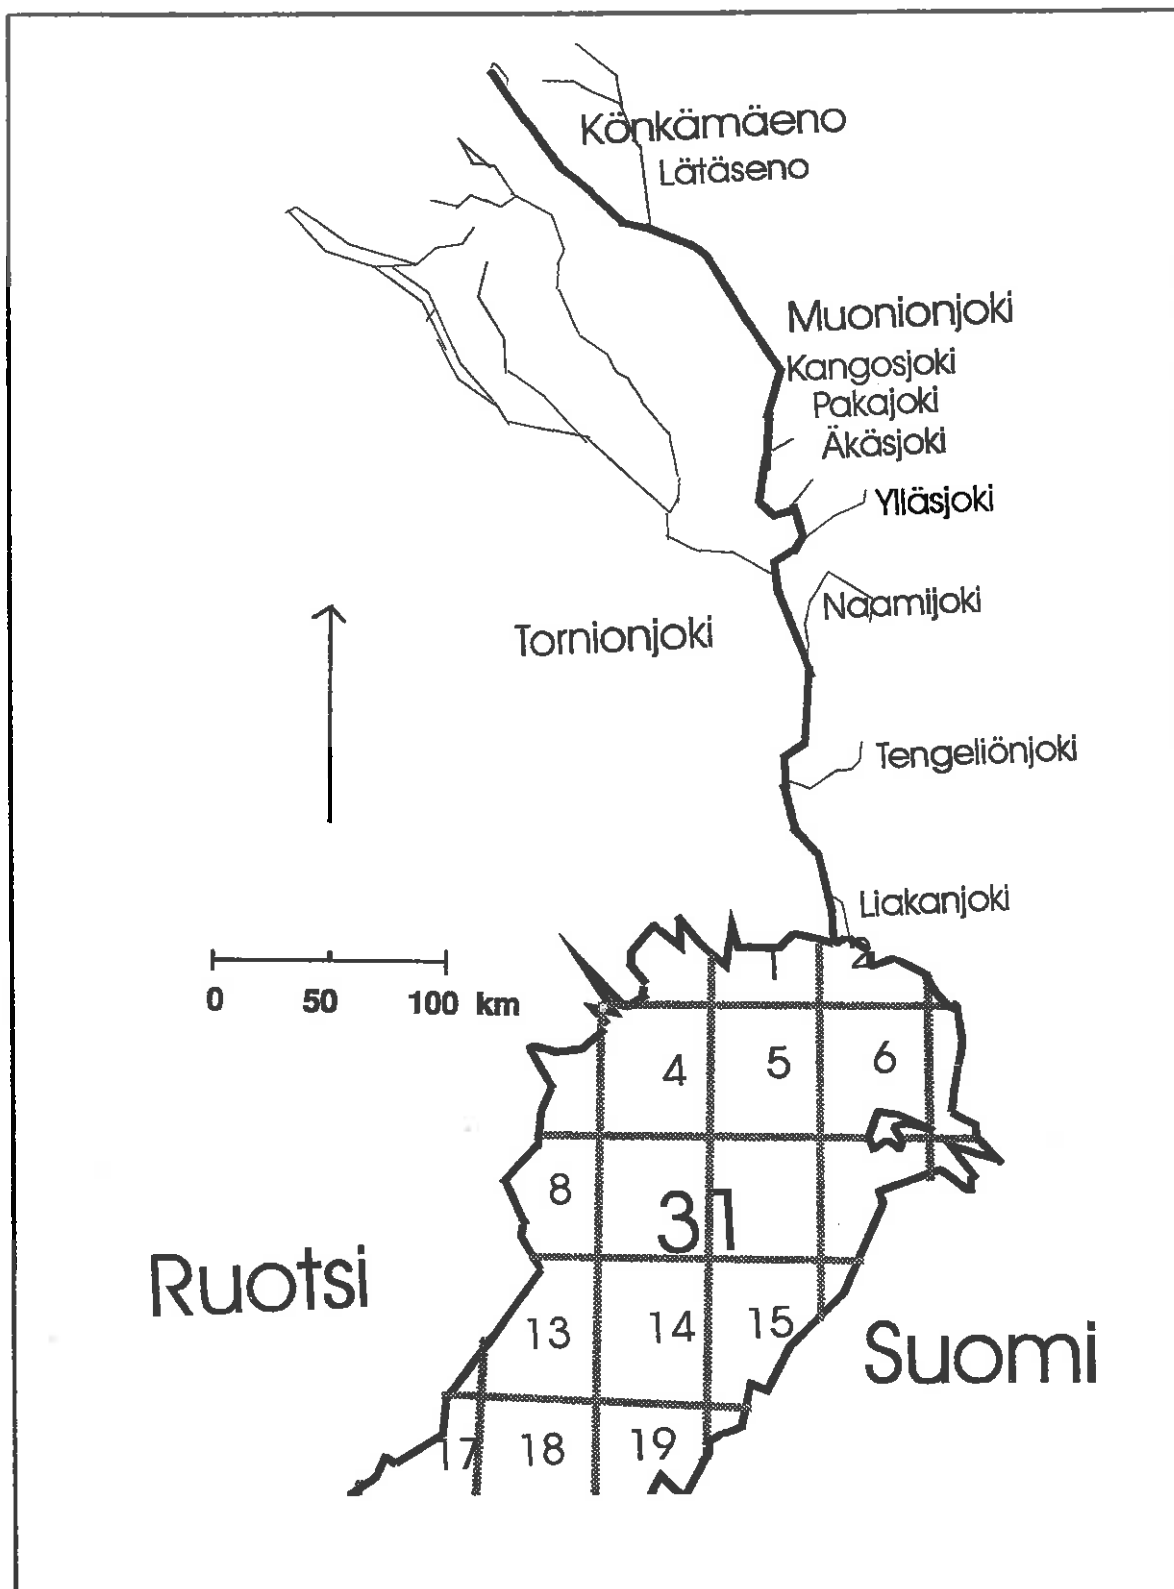 Könkämäeno
Lätäseno
Muonionjoki
Kangosjoki
Pakajoki
Äkäsjoki
Ylläsjoki
Naamijoki
Tornionjoki
Tengeliönjoki
Liakanjoki
0 50 100 km
1 2
4 5 6
8
31
Ruotsi
13 14 15
Suomi
17 18 19